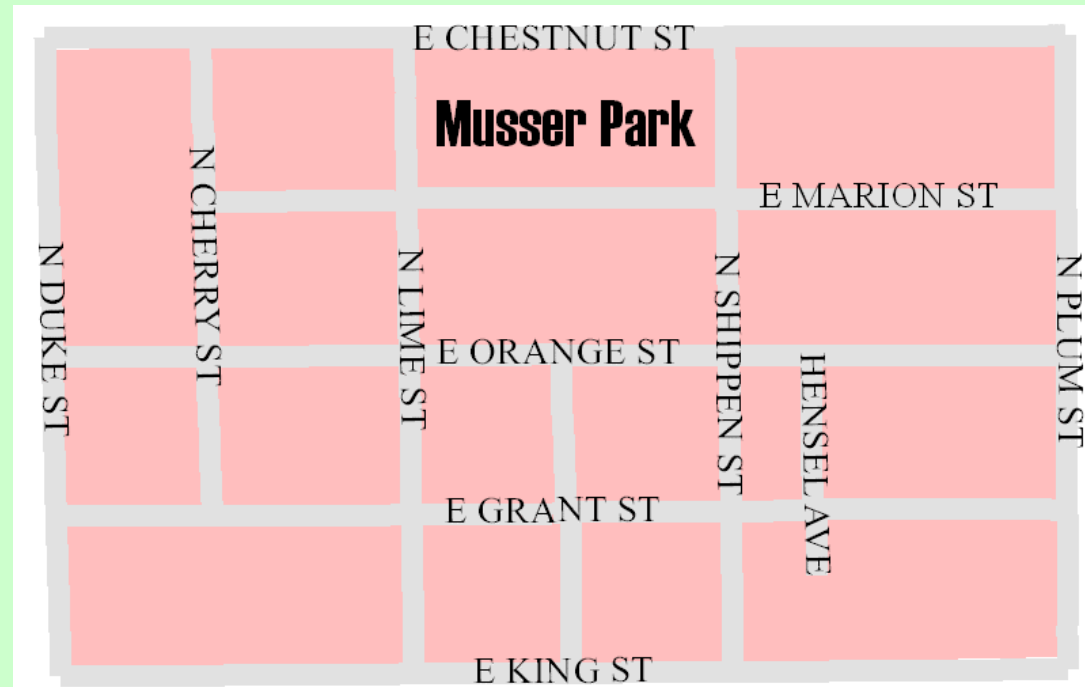 E CHESTNUT ST
Musser Park
N CHERRY ST
E MARION ST
N DUKE ST
N LIME ST
N SHIPPEN ST
N PLUM ST
E ORANGE ST
HENSEL AVE
E GRANT ST
E KING ST